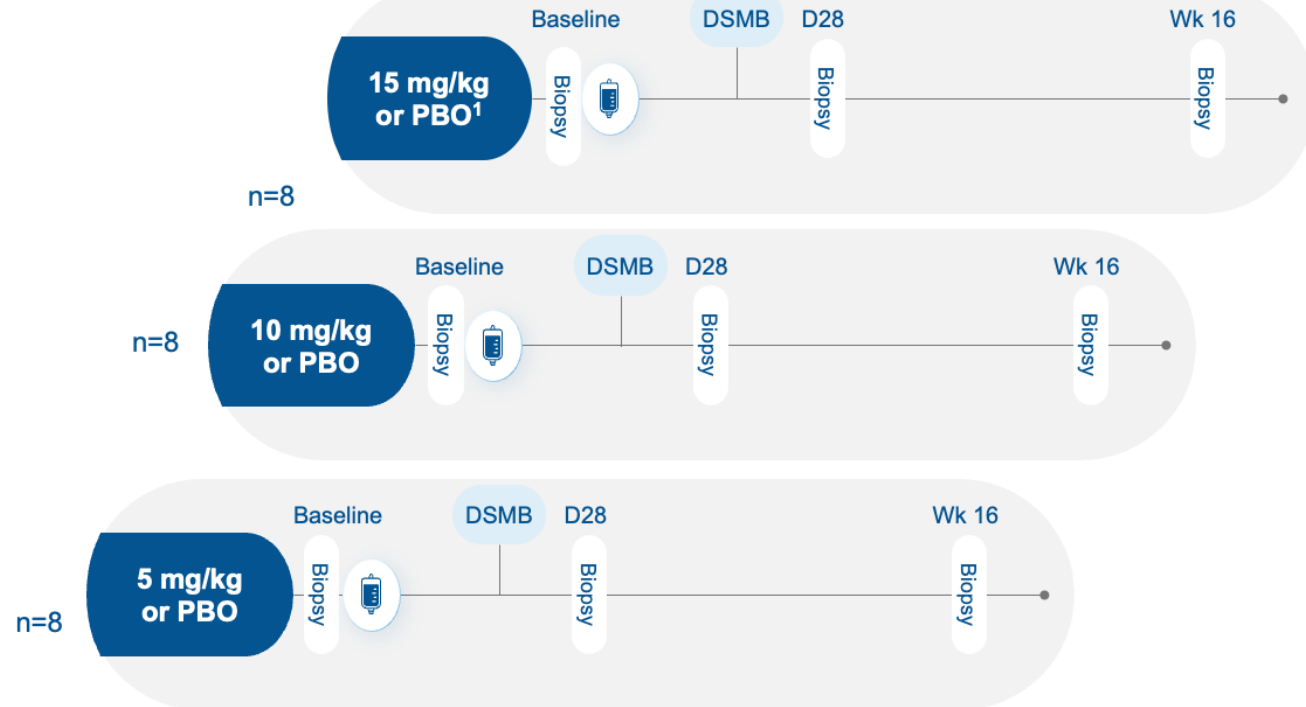 Baseline DSMB D28 Wk 16
15 mg/kg
or PBO¹
Biopsy Biopsy Biopsy
n=8
Baseline DSMB D28 Wk 16
n=8
10 mg/kg
or PBO
Biopsy Biopsy Biopsy
Baseline DSMB D28 Wk 16
n=8
5 mg/kg
or PBO
Biopsy Biopsy Biopsy